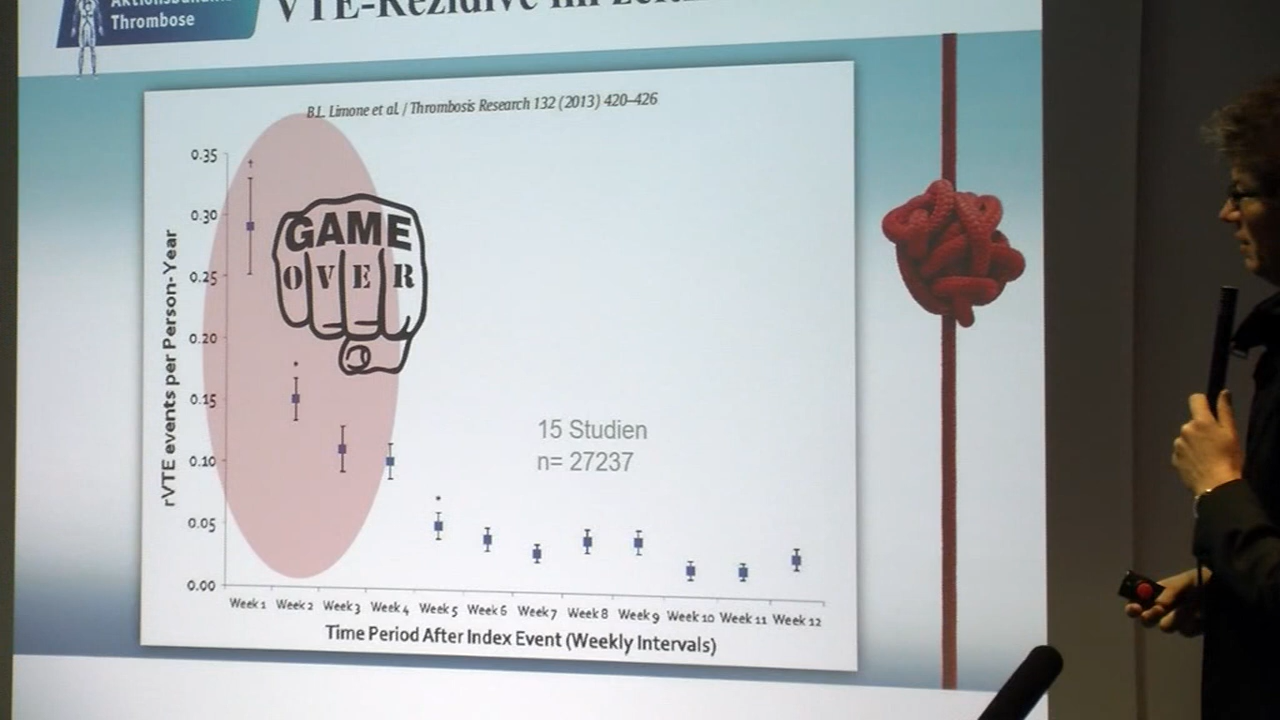 Thrombose
VTE-Rezidive im
B.L. Limone et al. / Thrombosis Research 132 (2013) 420–426
0.35
0.30
0.25
0.20
0.15
0.10
0.05
0.00
rVTE events per Person-Year
GAME
OVER
15 Studien
n= 27237
Week 1 Week 2 Week 3 Week 4 Week 5 Week 6 Week 7 Week 8 Week 9 Week 10 Week 11 Week 12
Time Period After Index Event (Weekly Intervals)